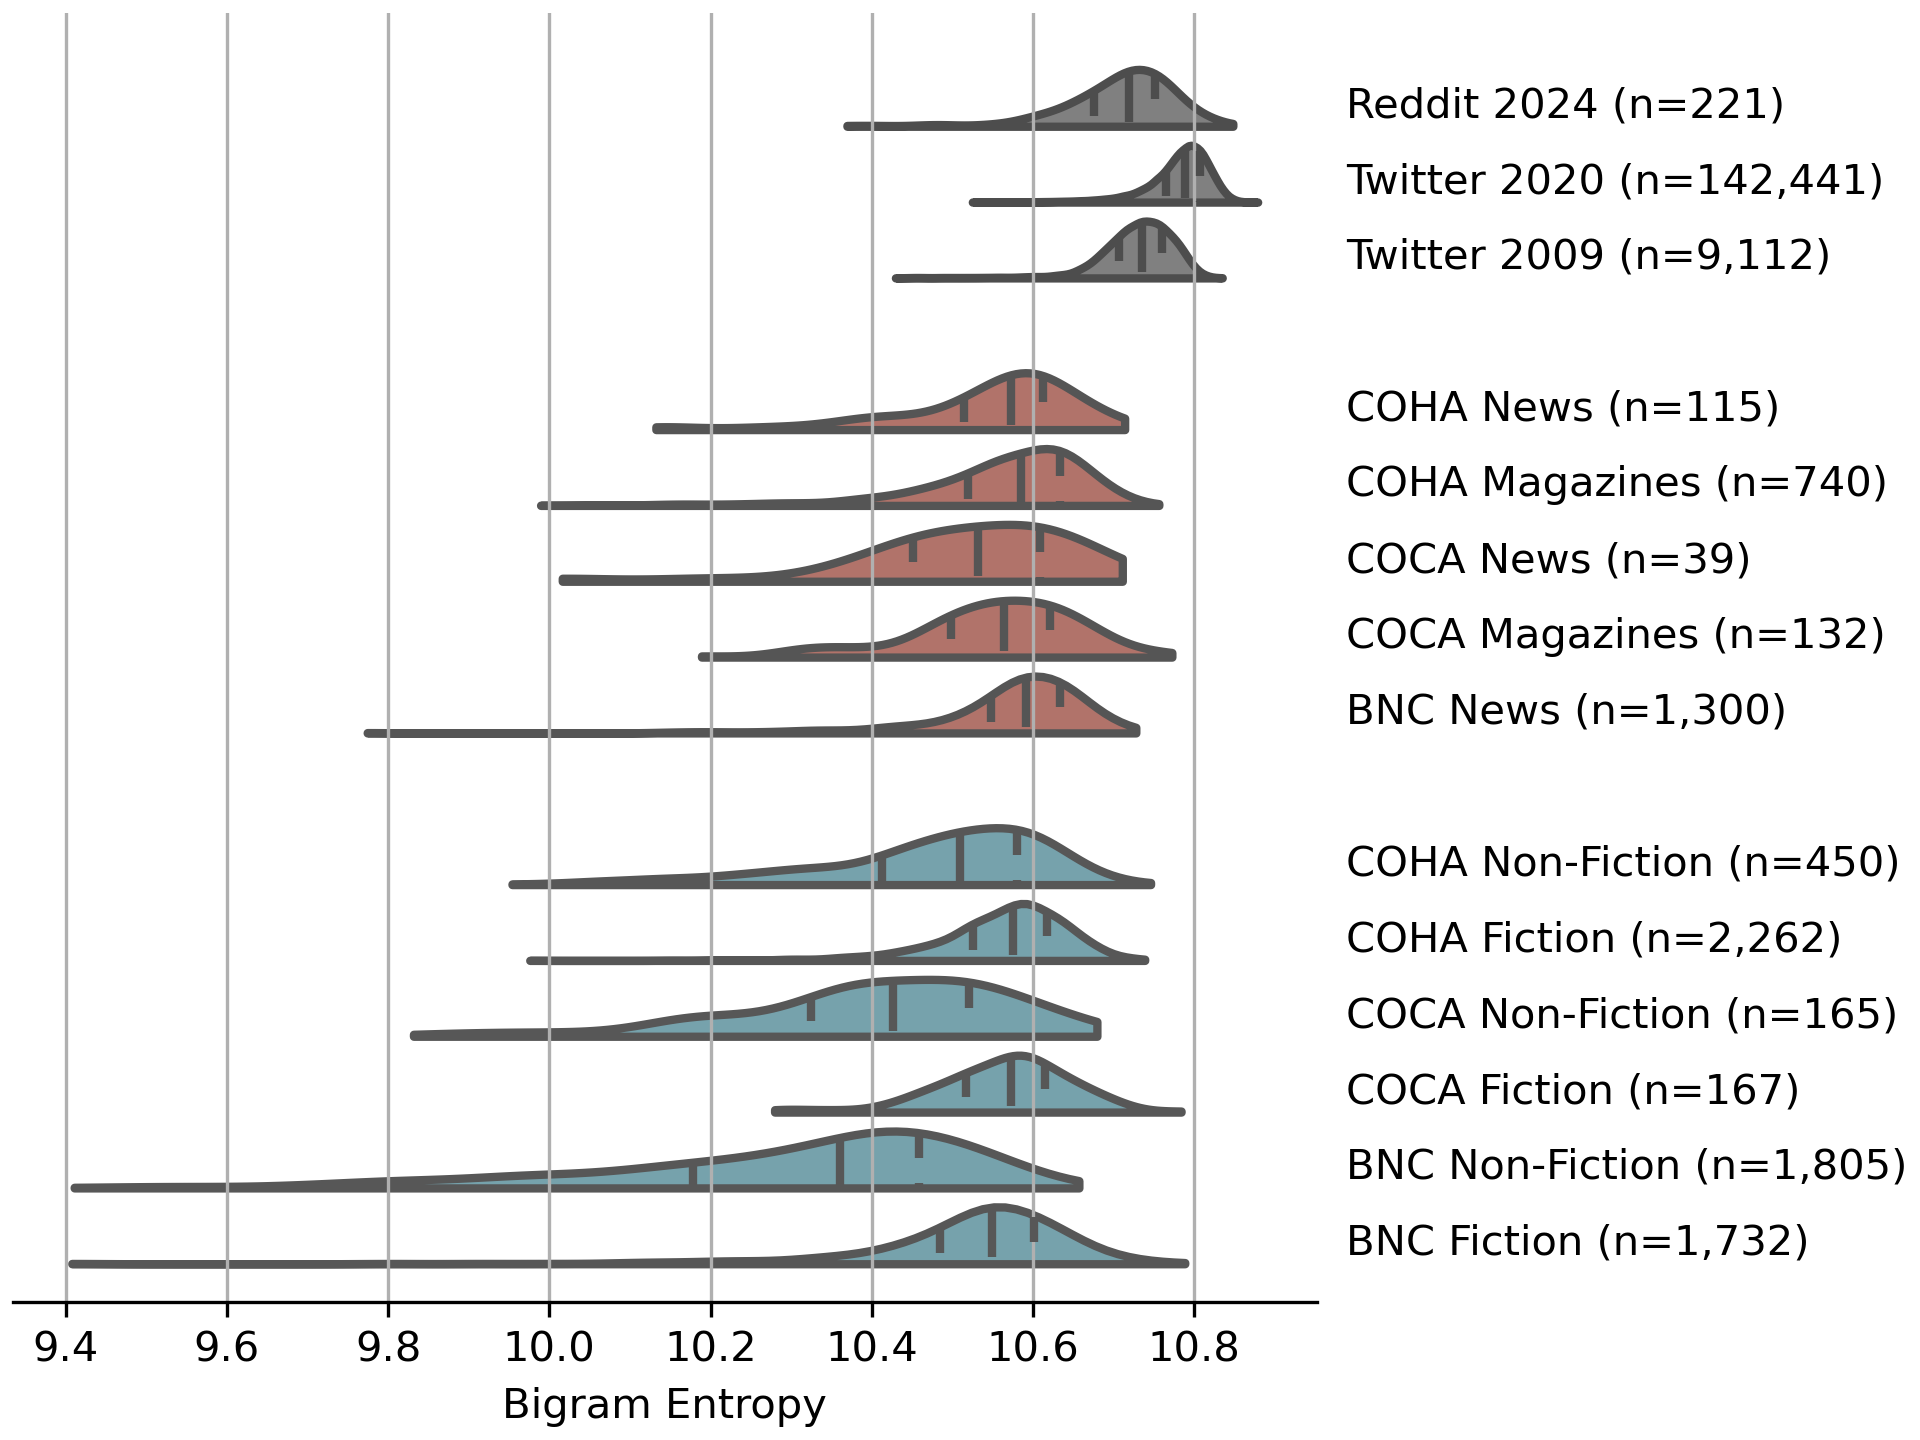 Reddit 2024 (n=221)
Twitter 2020 (n=142,441)
Twitter 2009 (n=9,112)
COHA News (n=115)
COHA Magazines (n=740)
COCA News (n=39)
COCA Magazines (n=132)
BNC News (n=1,300)
COHA Non-Fiction (n=450)
COHA Fiction (n=2,262)
COCA Non-Fiction (n=165)
COCA Fiction (n=167)
BNC Non-Fiction (n=1,805)
BNC Fiction (n=1,732)
9.4 9.6 9.8 10.0 10.2 10.4 10.6 10.8
Bigram Entropy